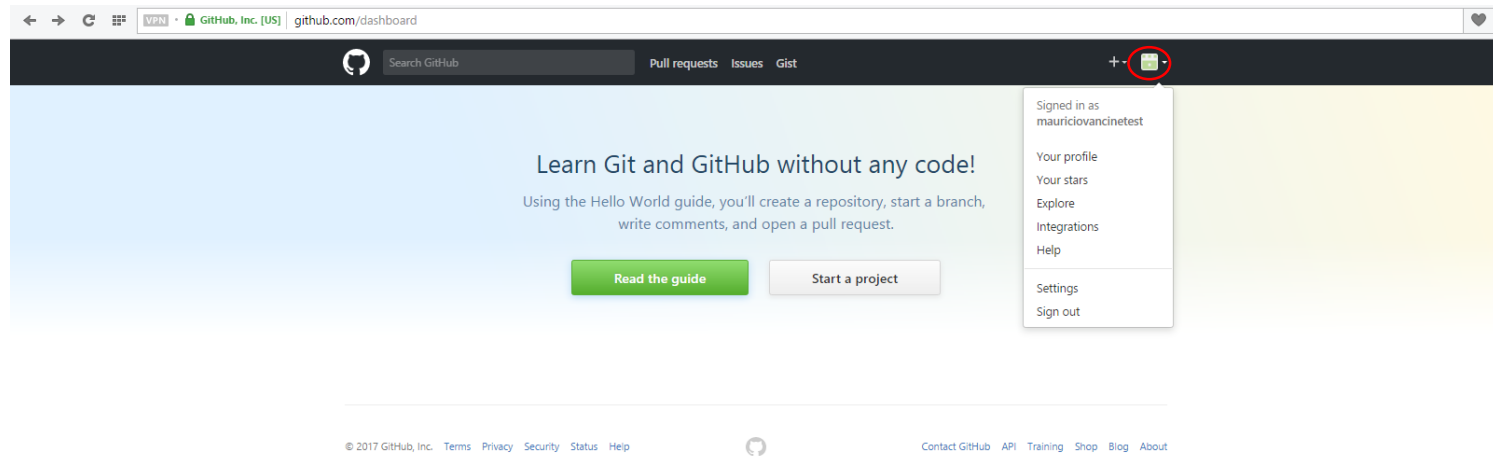 VPN GitHub, Inc. [US] github.com/dashboard
Search GitHub Pull requests Issues Gist
Signed in as
mauriciovancinetest
Your profile
Your stars
Explore
Integrations
Help
Settings
Sign out
Learn Git and GitHub without any code!
Using the Hello World guide, you’ll create a repository, start a branch,
write comments, and open a pull request.
Read the guide Start a project
© 2017 GitHub, Inc. Terms Privacy Security Status Help Contact GitHub API Training Shop Blog About